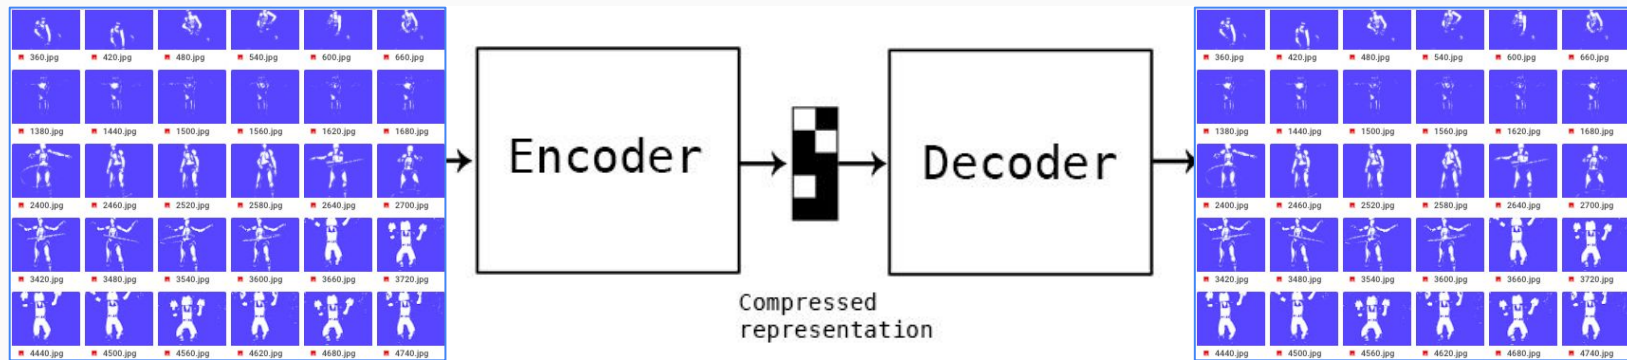 360.jpg 420.jpg 480.jpg 540.jpg 600.jpg 660.jpg
1380.jpg 1440.jpg 1500.jpg 1560.jpg 1620.jpg 1680.jpg
2400.jpg 2460.jpg 2520.jpg 2580.jpg 2640.jpg 2700.jpg
3420.jpg 3480.jpg 3540.jpg 3600.jpg 3660.jpg 3720.jpg
4440.jpg 4500.jpg 4560.jpg 4620.jpg 4680.jpg 4740.jpg
Encoder
Compressed
representation
Decoder
360.jpg 420.jpg 480.jpg 540.jpg 600.jpg 660.jpg
1380.jpg 1440.jpg 1500.jpg 1560.jpg 1620.jpg 1680.jpg
2400.jpg 2460.jpg 2520.jpg 2580.jpg 2640.jpg 2700.jpg
3420.jpg 3480.jpg 3540.jpg 3600.jpg 3660.jpg 3720.jpg
4440.jpg 4500.jpg 4560.jpg 4620.jpg 4680.jpg 4740.jpg